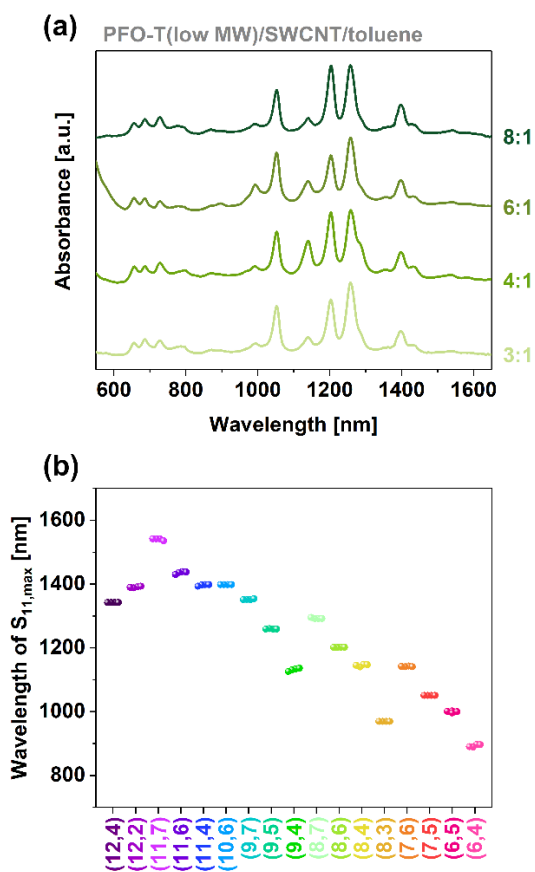 (a) PFO-T(low MW)/SWCNT/toluene
Absorbance [a.u.]
8:1
6:1
4:1
3:1
600 800 1000 1200 1400 1600
Wavelength [nm]
(b)
Wavelength of S11,max [nm]
1600
1400
1200
1000
800
(12,4) (12,2) (11,7) (11,6) (11,4) (10,6) (9,7) (9,5) (9,4) (8,7) (8,6) (8,4) (8,3) (7,6) (7,5) (6,5) (6,4)